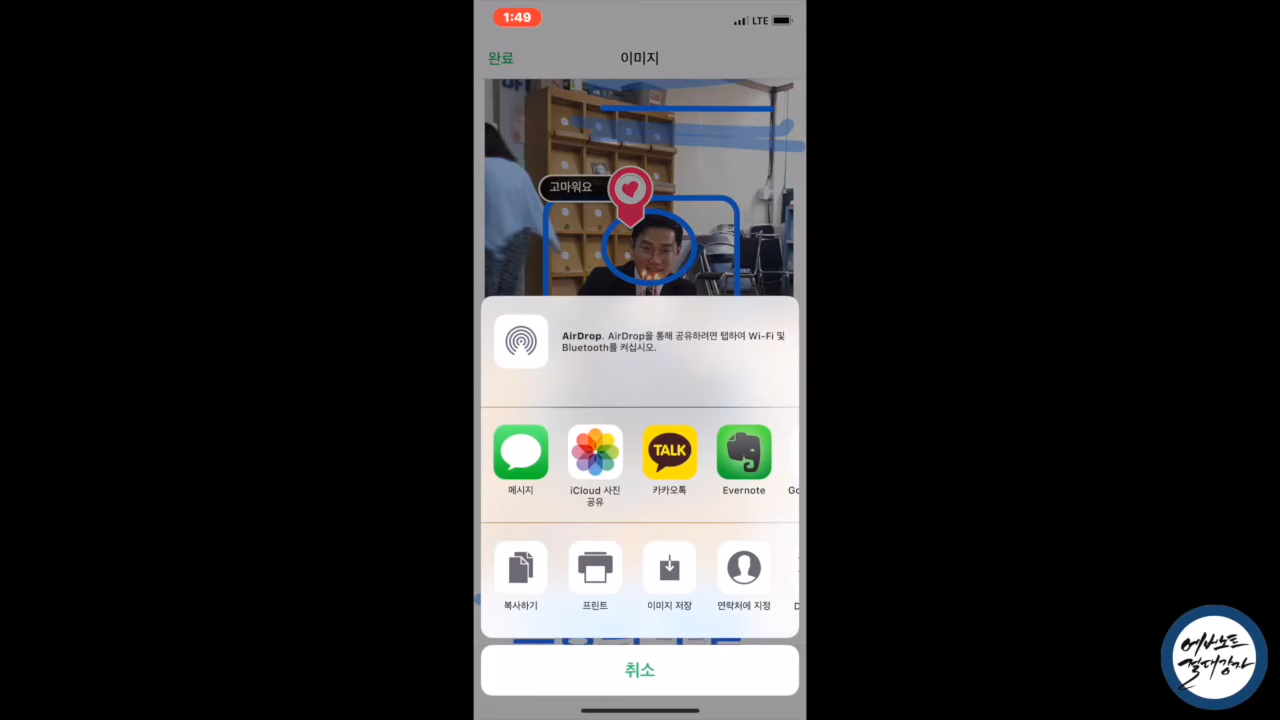 1:49
LTE
완료
이미지
고마워요
AirDrop. AirDrop을 통해 공유하려면 탭하여 Wi-Fi 및
Bluetooth를 켜십시오.
메시지
iCloud 사진
공유
TALK
카카오톡
Evernote
복사하기
프린트
이미지 저장
연락처에 지정
취소
에버노트
절대강자